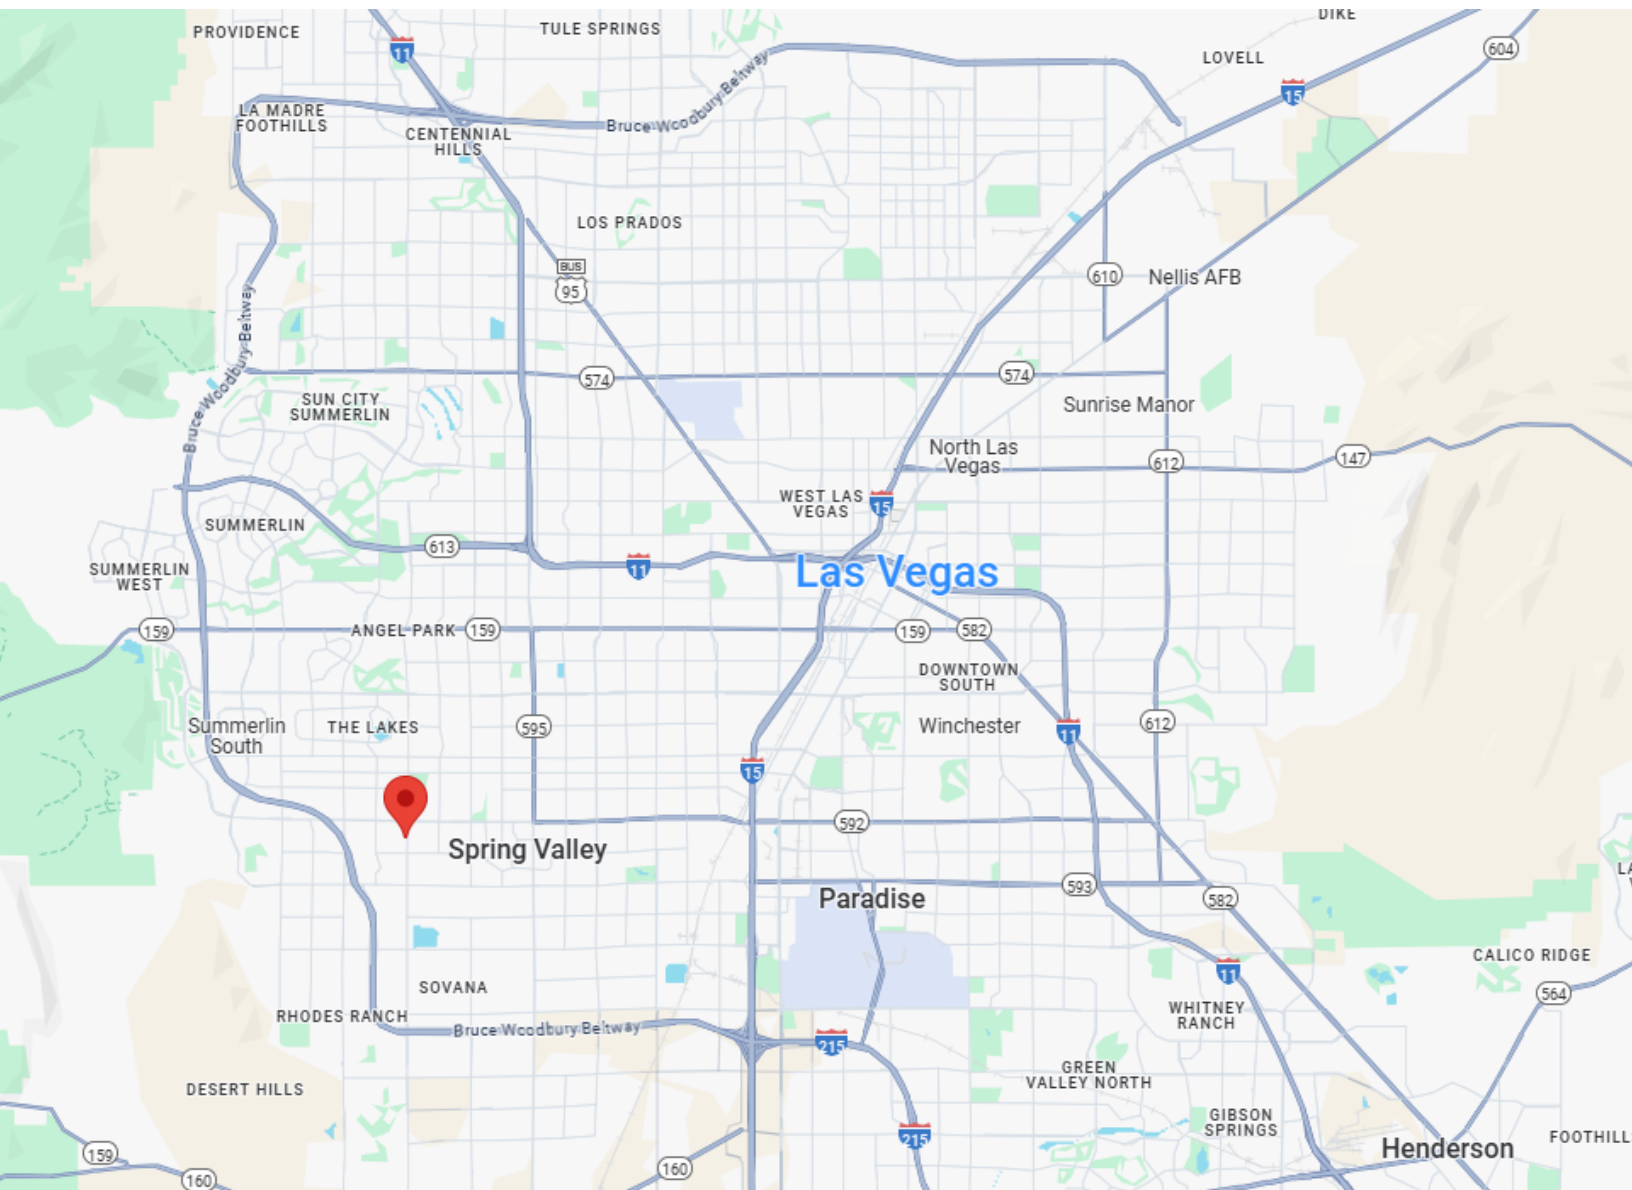 DIKE
PROVIDENCE
TULE SPRINGS
11
604
LOVELL
15
LA MADRE
FOOTHILLS
Bruce Woodbury Beltway
CENTENNIAL
HILLS
LOS PRADOS
BUS
95
610
Nellis AFB
Bruce Woodbury Beltway
574
574
SUN CITY
SUMMERLIN
Sunrise Manor
North Las
Vegas
612
147
WEST LAS
VEGAS
15
SUMMERLIN
613
11
Las Vegas
SUMMERLIN
WEST
159
ANGEL PARK
159
159
582
DOWNTOWN
SOUTH
Summerlin
South
THE LAKES
595
Winchester
11
612
15
592
Spring Valley
593
Paradise
582
CALICO RIDGE
11
564
SOVANA
RHODES RANCH
Bruce Woodbury Beltway
215
WHITNEY
RANCH
GREEN
VALLEY NORTH
DESERT HILLS
215
GIBSON
SPRINGS
FOOTHILL
Henderson
159
160
160